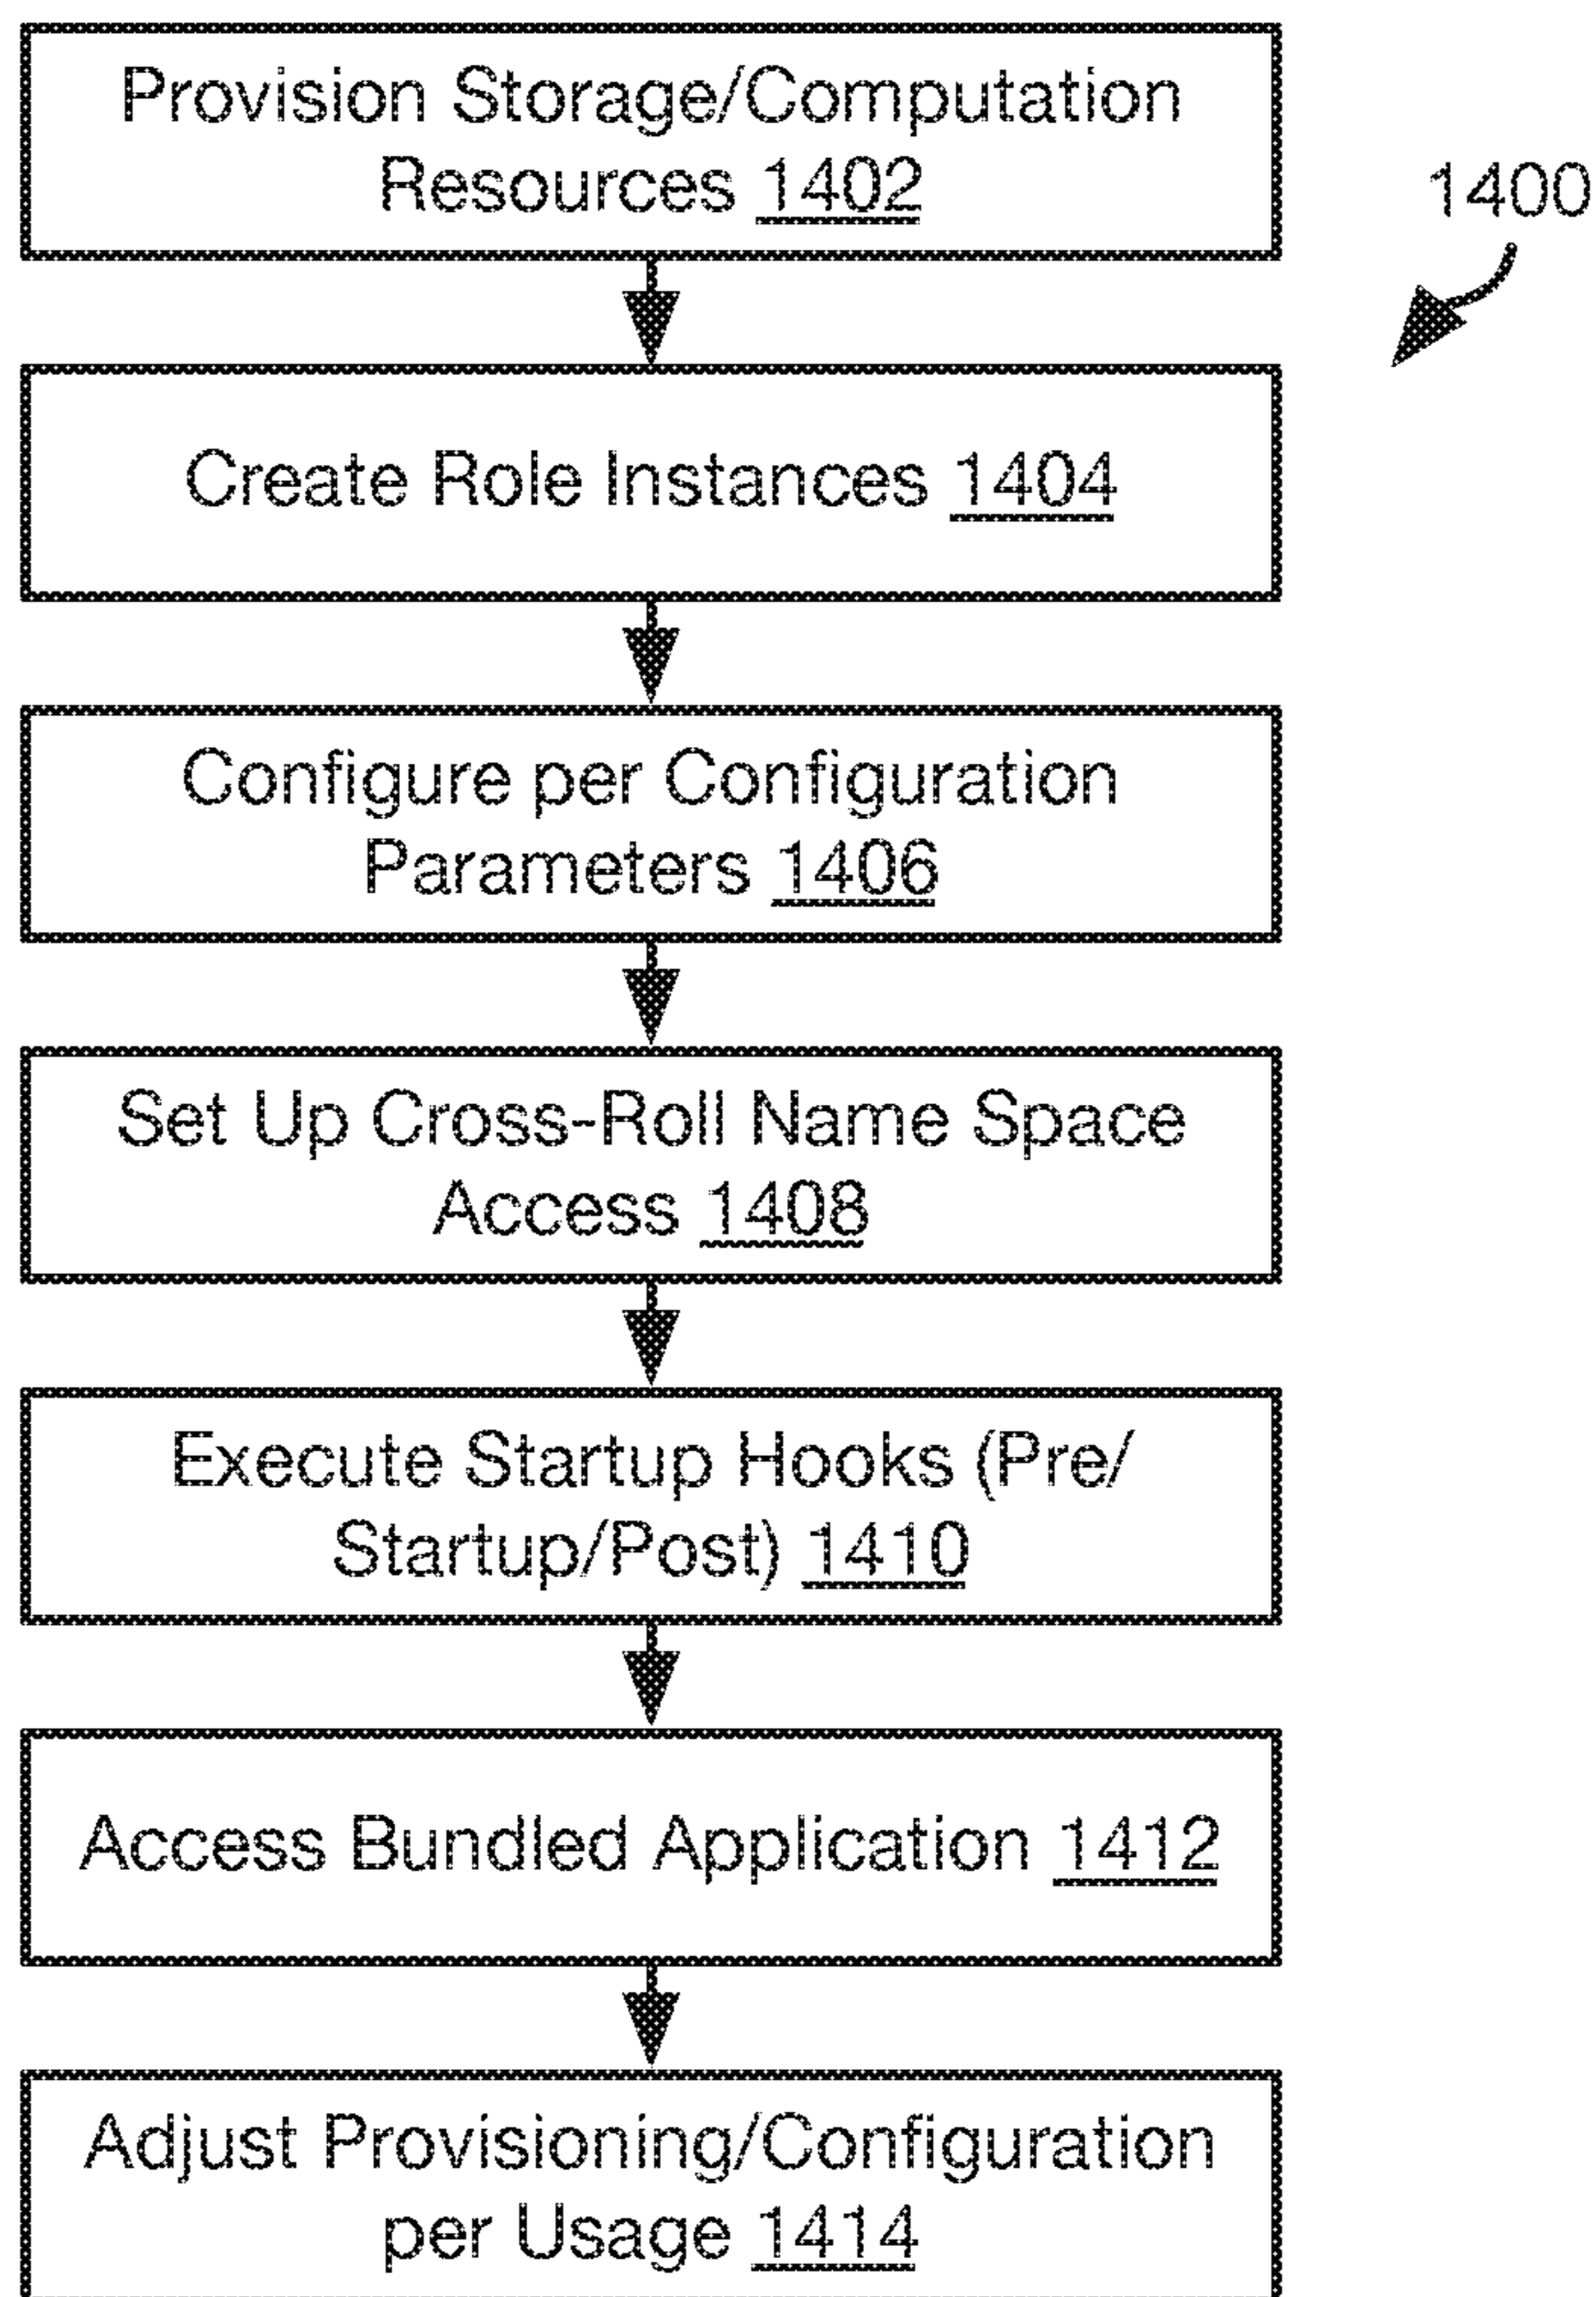 Provision Storage/Computation
Resources 1402
1400
Create Role Instances 1404
Configure per Configuration
Parameters 1406
Set Up Cross-Roll Name Space
Access 1408
Execute Startup Hooks (Pre/
Startup/Post) 1410
Access Bundled Application 1412
Adjust Provisioning/Configuration
per Usage 1414